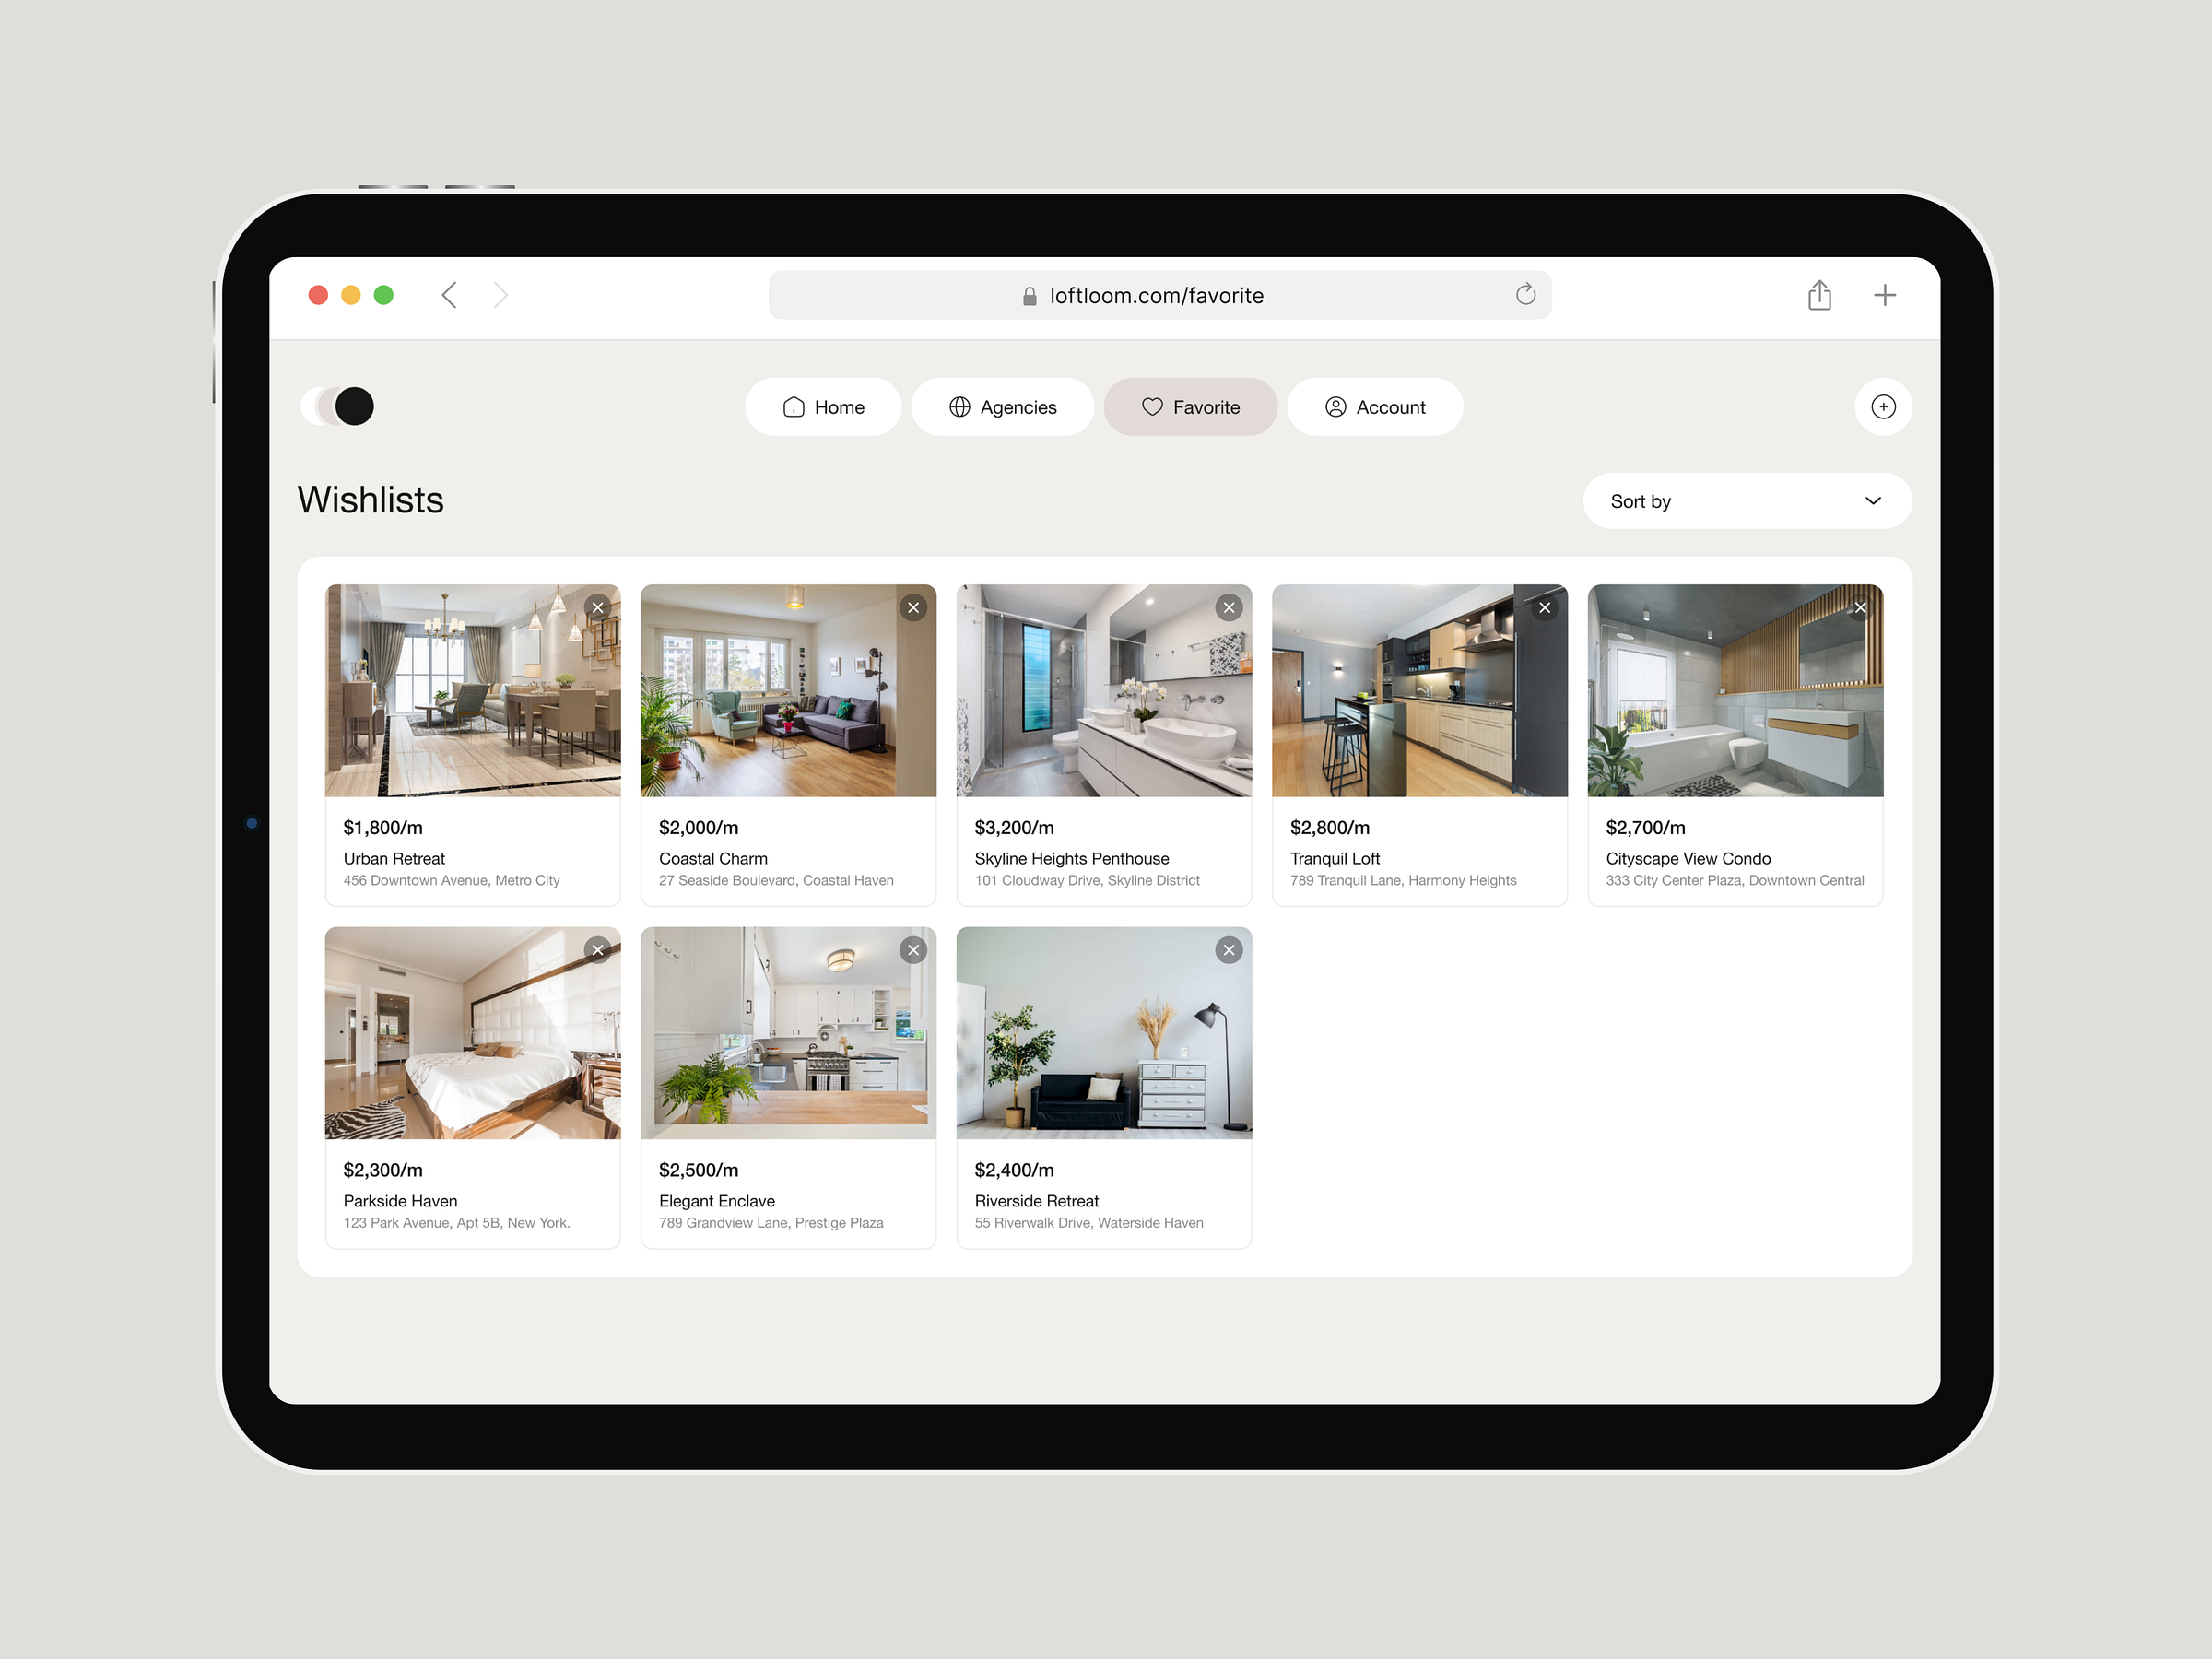 loftloom.com/favorite
Home
Agencies
Favorite
Account
Wishlists
Sort by
$1,800/m
Urban Retreat
456 Downtown Avenue, Metro City
$2,000/m
Coastal Charm
27 Seaside Boulevard, Coastal Haven
$3,200/m
Skyline Heights Penthouse
101 Cloudway Drive, Skyline District
$2,800/m
Tranquil Loft
789 Tranquil Lane, Harmony Heights
$2,700/m
Cityscape View Condo
333 City Center Plaza, Downtown Central
$2,300/m
Parkside Haven
123 Park Avenue, Apt 5B, New York.
$2,500/m
Elegant Enclave
789 Grandview Lane, Prestige Plaza
$2,400/m
Riverside Retreat
55 Riverwalk Drive, Waterside Haven